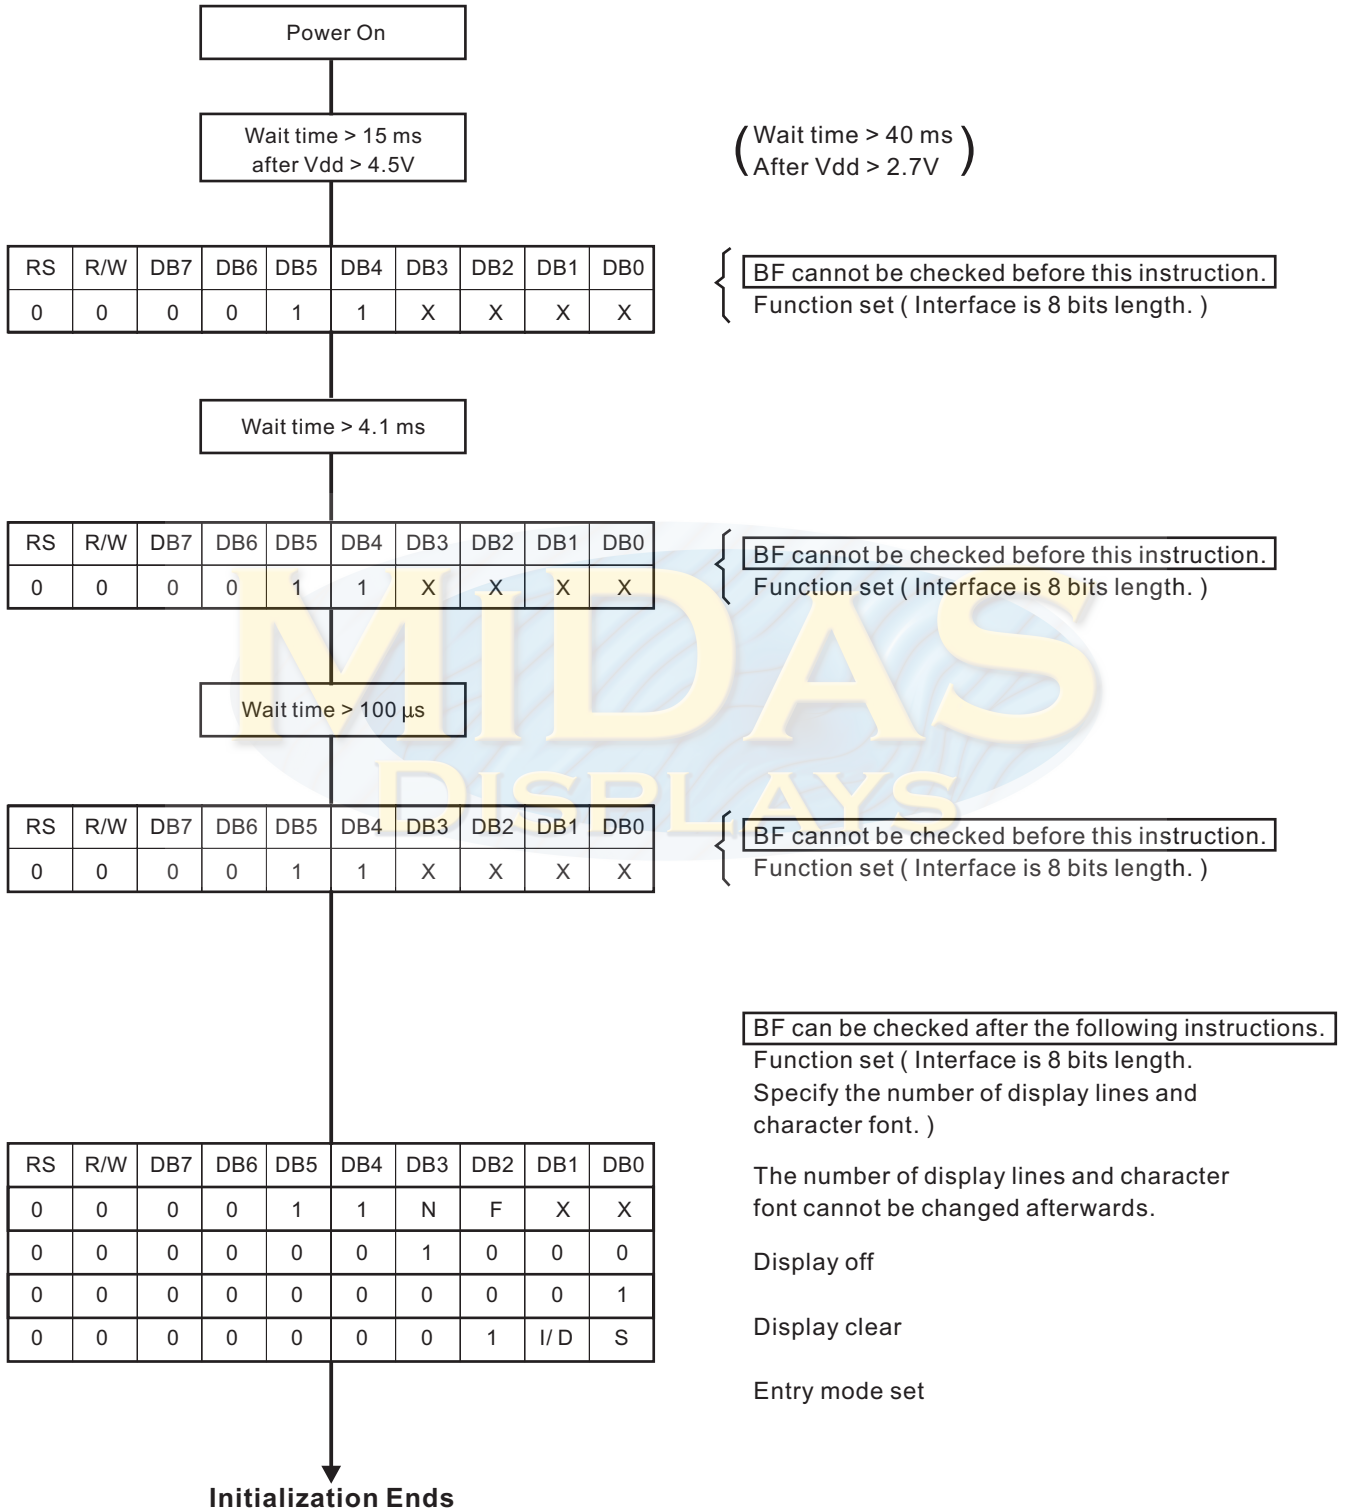 Power On
Wait time > 15 ms
after Vdd > 4.5V
(Wait time > 40 ms
After Vdd > 2.7V)
RS R/W DB7 DB6 DB5 DB4 DB3 DB2 DB1 DB0
0 0 0 0 1 1 X X X X
BF cannot be checked before this instruction.
Function set ( Interface is 8 bits length. )
Wait time > 4.1 ms
RS R/W DB7 DB6 DB5 DB4 DB3 DB2 DB1 DB0
0 0 0 0 1 1 X X X X
BF cannot be checked before this instruction.
Function set ( Interface is 8 bits length. )
MIDAS
DISPLAYS
Wait time > 100 µs
RS R/W DB7 DB6 DB5 DB4 DB3 DB2 DB1 DB0
0 0 0 0 1 1 X X X X
BF cannot be checked before this instruction.
Function set ( Interface is 8 bits length. )
BF can be checked after the following instructions.
Function set ( Interface is 8 bits length.
Specify the number of display lines and
character font. )
The number of display lines and character
font cannot be changed afterwards.
Display off
Display clear
Entry mode set
RS R/W DB7 DB6 DB5 DB4 DB3 DB2 DB1 DB0
0 0 0 0 1 1 N F X X
0 0 0 0 0 0 1 0 0 0
0 0 0 0 0 0 0 0 0 1
0 0 0 0 0 0 0 1 I/D S
Initialization Ends